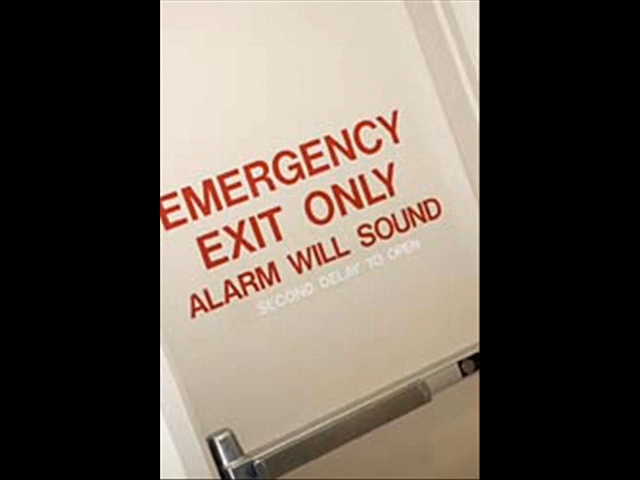 EMERGENCY
EXIT ONLY
ALARM WILL SOUND
SECOND DELAY TO OPEN